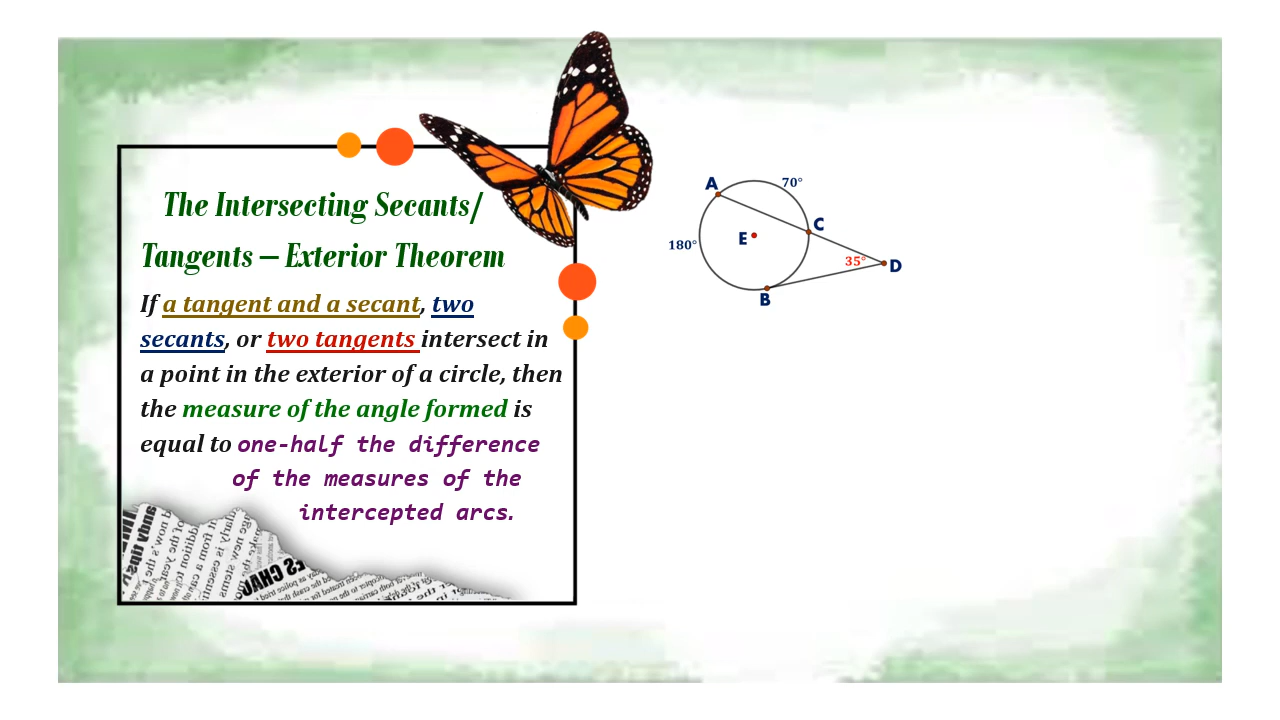 The Intersecting Secants/
Tangents – Exterior Theorem
If a tangent and a secant, two
secants, or two tangents intersect in
a point in the exterior of a circle, then
the measure of the angle formed is
equal to one-half the difference
of the measures of the
intercepted arcs.
A
70°
C
180°
E
35°
D
B